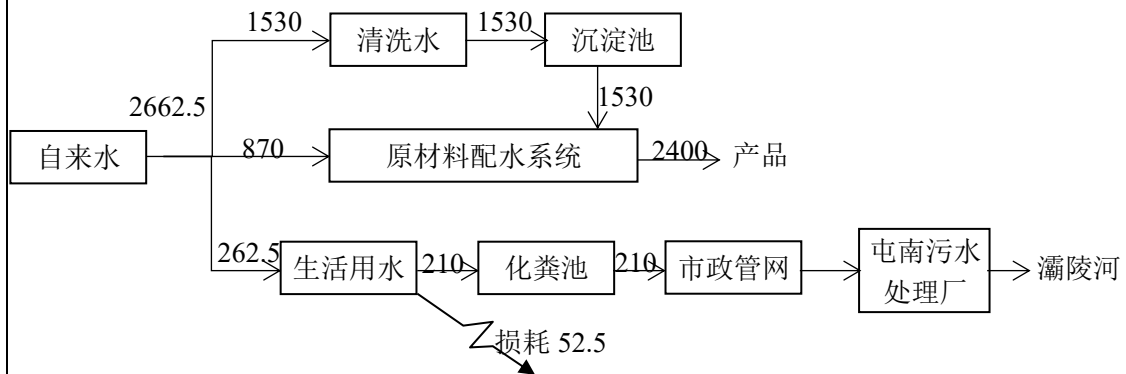 1530
清洗水
1530
沉淀池
2662.5
1530
自来水
870
原材料配水系统
2400
产品
262.5
生活用水
210
化粪池
210
市政管网
屯南污水
处理厂
灞陵河
损耗 52.5